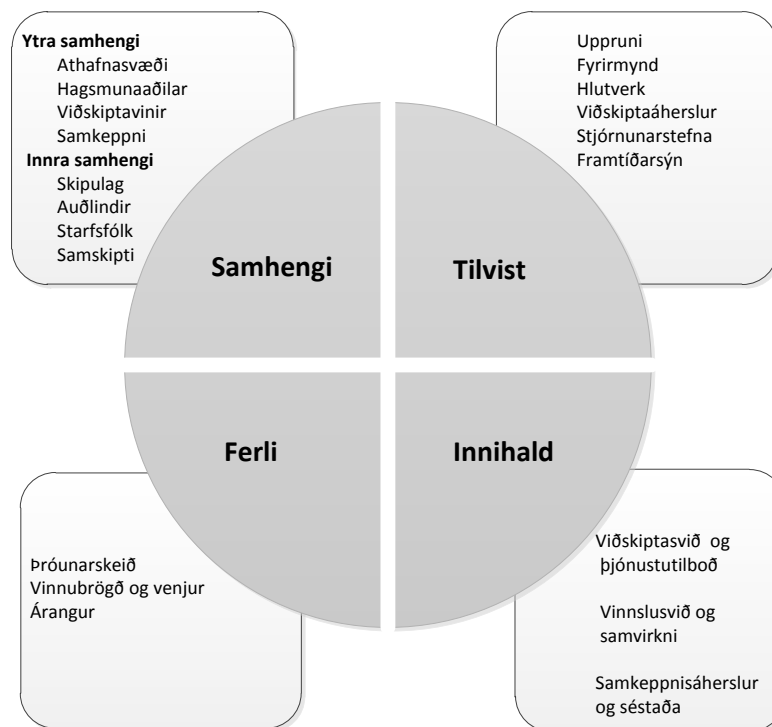 Ytra samhengi
Athafnasvæði
Hagsmunaaðilar
Viðskiptavinir
Samkeppni
Innra samhengi
Skipulag
Auðlindir
Starfsfólk
Samskipti
Uppruni
Fyrirmynd
Hlutverk
Viðskiptaáherslur
Stjórnunarstefna
Framtíðarsýn
Samhengi
Tilvist
Ferli
Innihald
Þróunarskeið
Vinnubrögð og venjur
Árangur
Viðskiptasvið og
þjónustutilboð
Vinnslusvið og
samvirkni
Samkeppnisáherslur
og séstaða